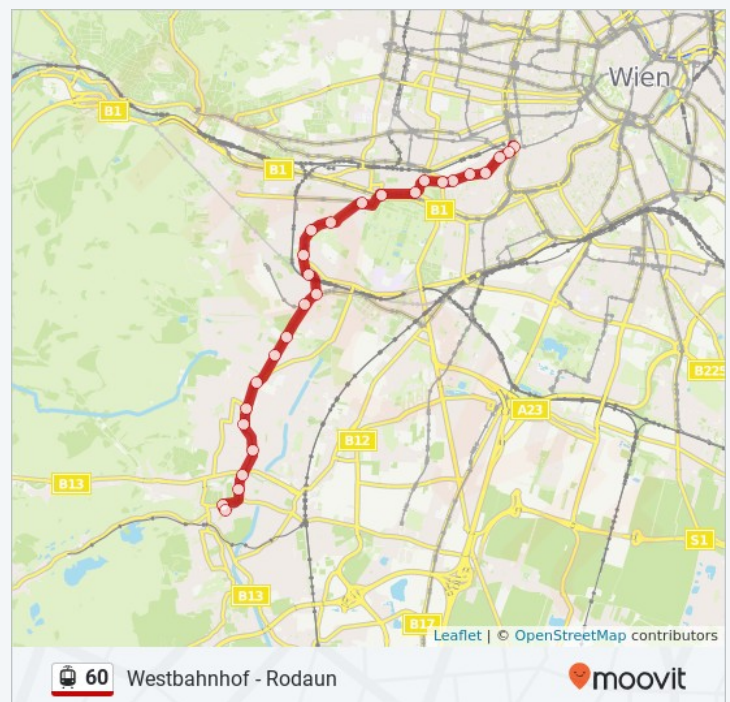 Wien
B1
B1
B1
B225
A23
B12
B13
S1
B13
B17
Leaflet | © OpenStreetMap contributors
60 Westbahnhof - Rodaun
moovit